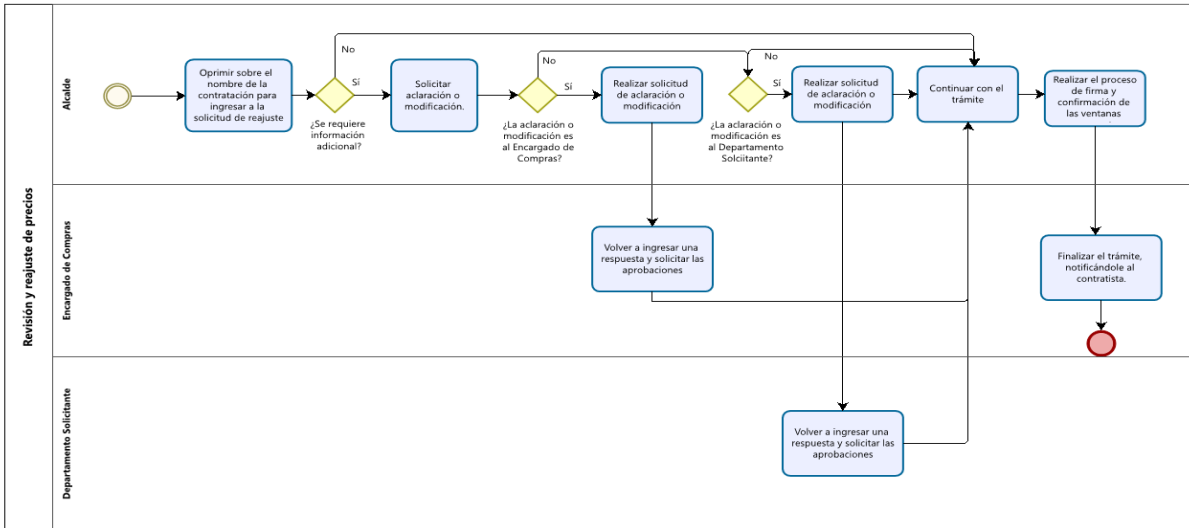 Revisión y reajuste de precios
Alcalde
Oprimir sobre el
nombre de la
contratación para
ingresar a la
solicitud de reajuste
No
Sí
¿Se requiere
información
adicional?
Solicitar
aclaración o
modificación.
No
Sí
¿La aclaración o
modificación es
al Encargado de
Compras?
Realizar solicitud
de aclaración o
modificación
No
Sí
¿La aclaración o
modificación es
al Departamento
Solciitante?
Realizar solicitud
de aclaración o
modificación
Continuar con el
trámite
Realizar el proceso
de firma y
confirmación de
las ventanas
Encargado de Compras
Volver a ingresar una
respuesta y solicitar las
aprobaciones
Finalizar el trámite,
notificándole al
contratista.
Departamento Solicitante
Volver a ingresar una
respuesta y solicitar las
aprobaciones